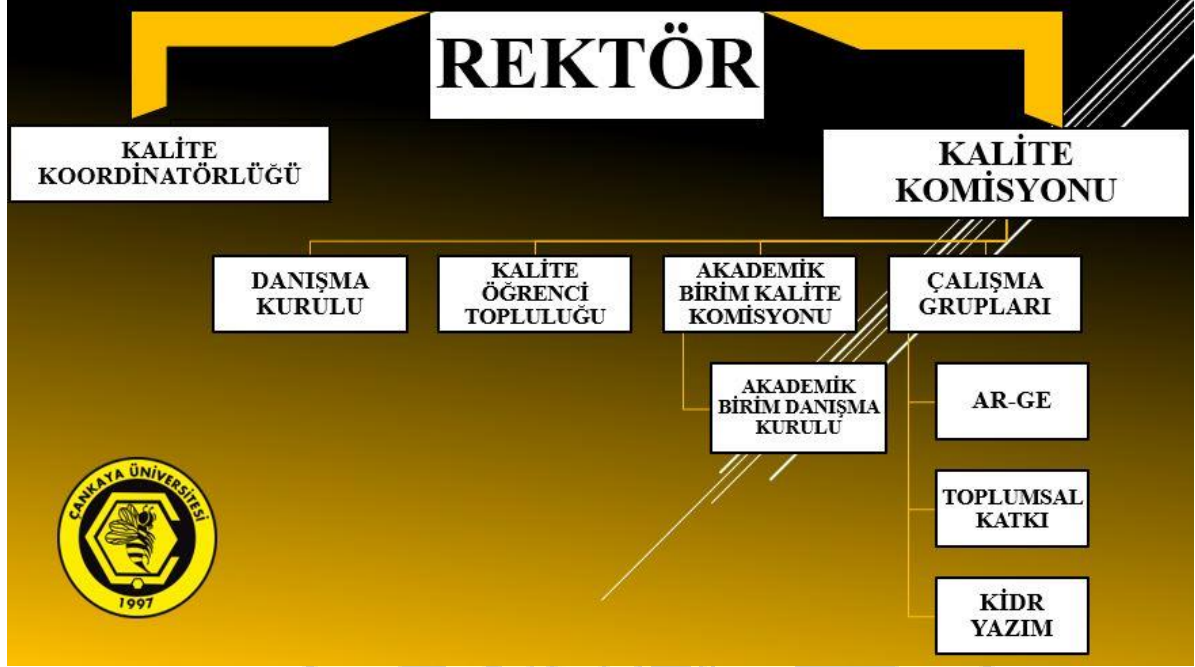 REKTÖR
KALİTE
KOORDİNATÖRLÜĞÜ
KALİTE
KOMİSYONU
DANIŞMA
KURULU
KALİTE
ÖĞRENCİ
TOPLULUĞU
AKADEMİK
BİRİM KALİTE
KOMİSYONU
ÇALIŞMA
GRUPLARI
AKADEMİK
BİRİM DANIŞMA
KURULU
AR-GE
TOPLUMSAL
KATKI
KİDR
YAZIM
ÇANKAYA ÜNİVERSİTESİ
1997